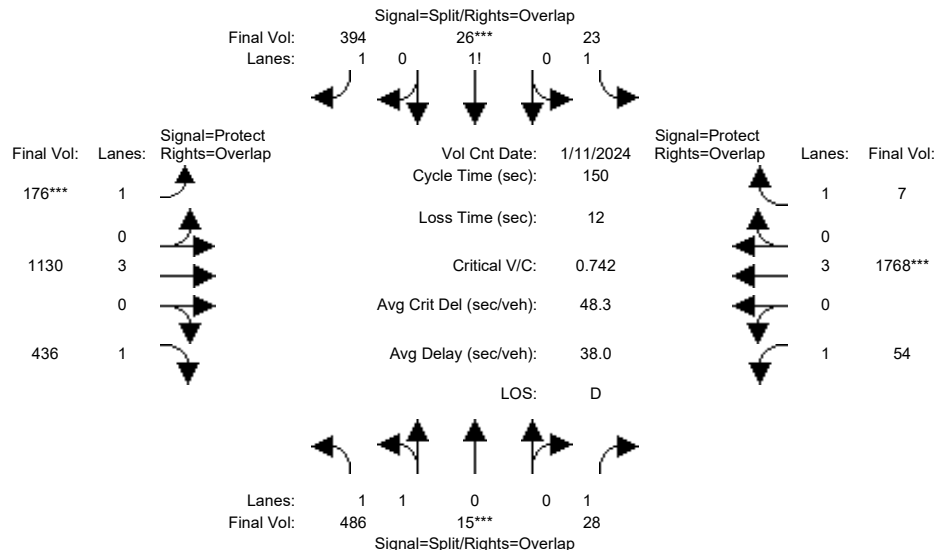 Signal=Split/Rights=Overlap
Final Vol: 394 26*** 23
Lanes: 1 0 1! 0 1
Signal=Protect Signal=Protect
Final Vol: Lanes: Rights=Overlap Vol Cnt Date: 1/11/2024 Rights=Overlap Lanes: Final Vol:
Cycle Time (sec): 150
176*** 1 1 7
Loss Time (sec): 12
0 0
1130 3 Critical V/C: 0.742 3 1768***
0 Avg Crit Del (sec/veh): 48.3 0
436 1 Avg Delay (sec/veh): 38.0 1 54
LOS: D
Lanes: 1 1 0 0 1
Final Vol: 486 15*** 28
Signal=Split/Rights=Overlap